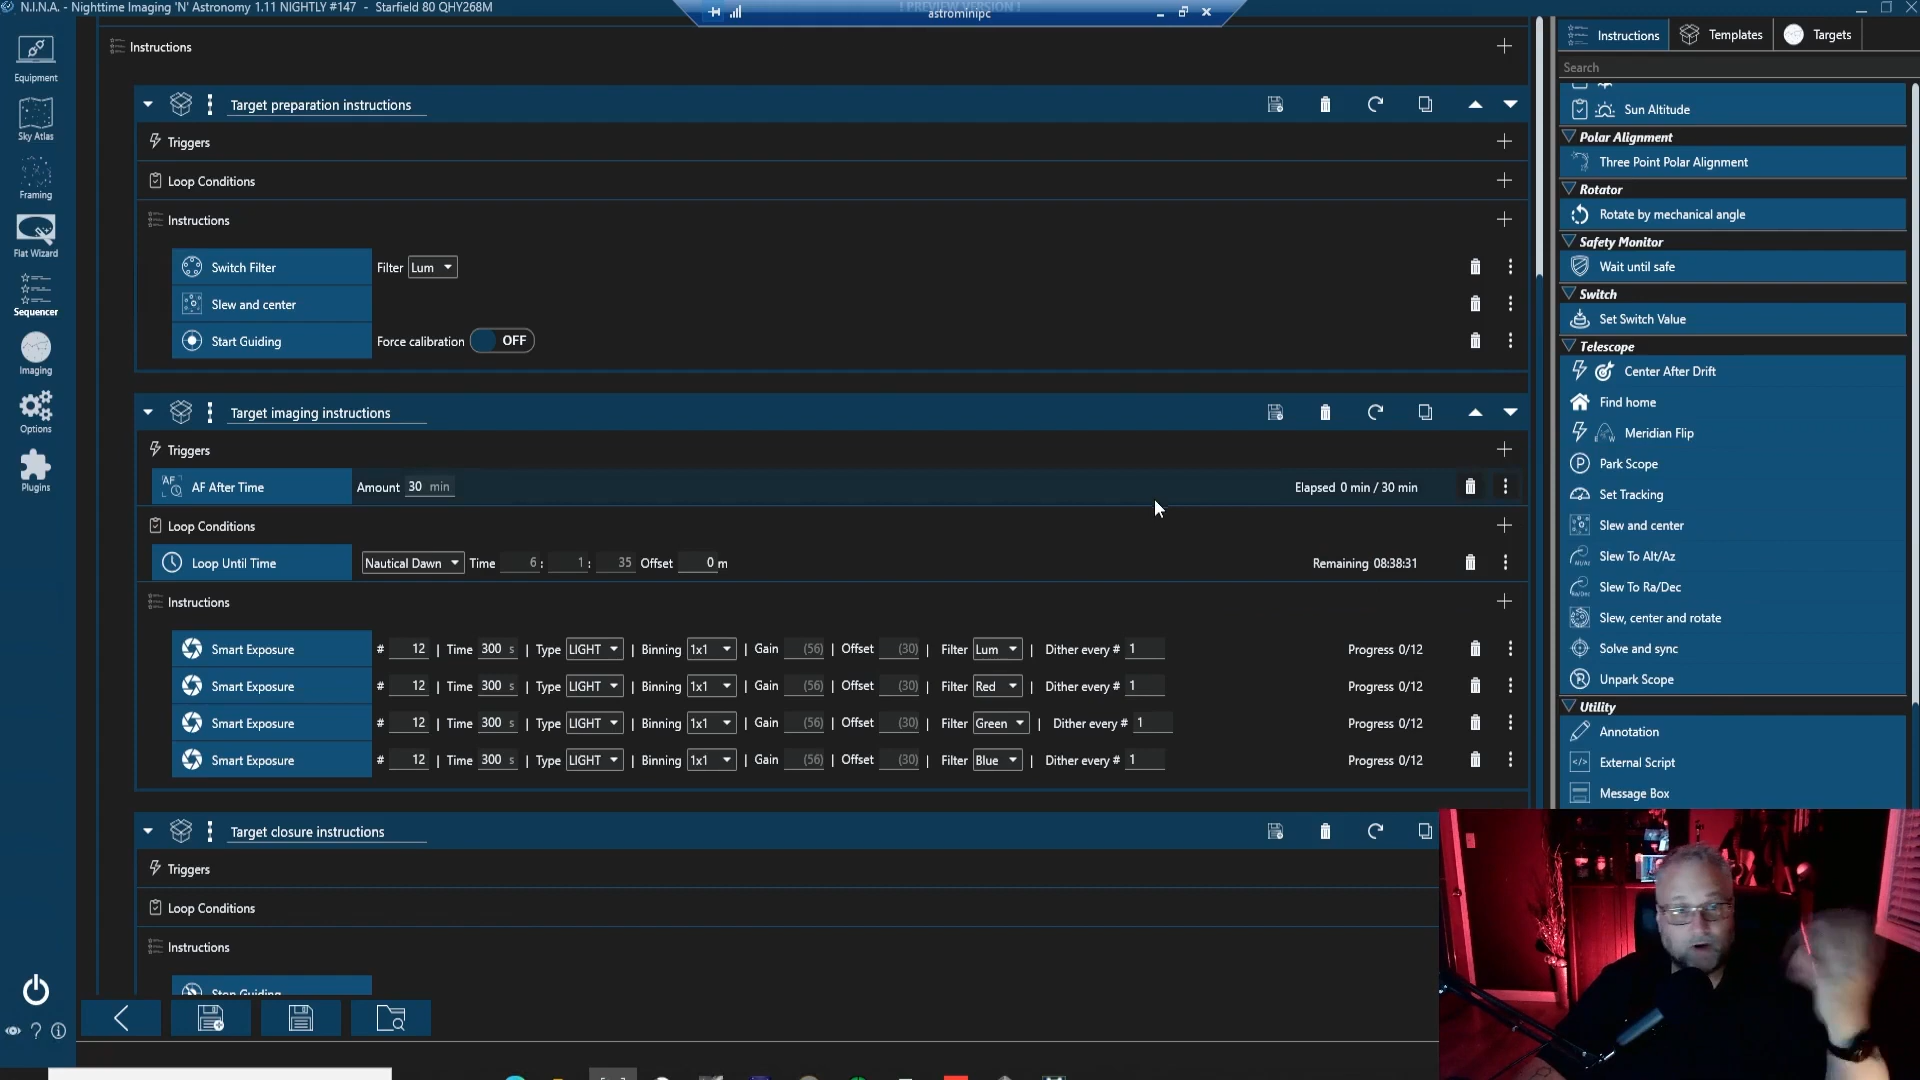 N.I.N.A. - Nighttime Imaging 'N' Astronomy 1.11 NIGHTLY #147 - Starfield 80 QHY268M
! PREVIEW VERSION !
astrominipc
Equipment
Sky Atlas
Framing
Flat Wizard
Sequencer
Imaging
Options
Plugins
Instructions
Target preparation instructions
Triggers
Loop Conditions
Instructions
Switch Filter Filter Lum
Slew and center
Start Guiding Force calibration OFF
Target imaging instructions
Triggers
AF After Time Amount 30 min Elapsed 0 min / 30 min
Loop Conditions
Loop Until Time Nautical Dawn Time 6 : 1 : 35 Offset 0 m Remaining 08:38:31
Instructions
Smart Exposure # 12 | Time 300 s | Type LIGHT | Binning 1x1 | Gain (56) | Offset (30) | Filter Lum | Dither every # 1 Progress 0/12
Smart Exposure # 12 | Time 300 s | Type LIGHT | Binning 1x1 | Gain (56) | Offset (30) | Filter Red | Dither every # 1 Progress 0/12
Smart Exposure # 12 | Time 300 s | Type LIGHT | Binning 1x1 | Gain (56) | Offset (30) | Filter Green | Dither every # 1 Progress 0/12
Smart Exposure # 12 | Time 300 s | Type LIGHT | Binning 1x1 | Gain (56) | Offset (30) | Filter Blue | Dither every # 1 Progress 0/12
Target closure instructions
Triggers
Loop Conditions
Instructions
Stop Guiding
Instructions Templates Targets
Search
Sun Altitude
Polar Alignment
Three Point Polar Alignment
Rotator
Rotate by mechanical angle
Safety Monitor
Wait until safe
Switch
Set Switch Value
Telescope
Center After Drift
Find home
Meridian Flip
Park Scope
Set Tracking
Slew and center
Slew To Alt/Az
Slew To Ra/Dec
Slew, center and rotate
Solve and sync
Unpark Scope
Utility
Annotation
External Script
Message Box